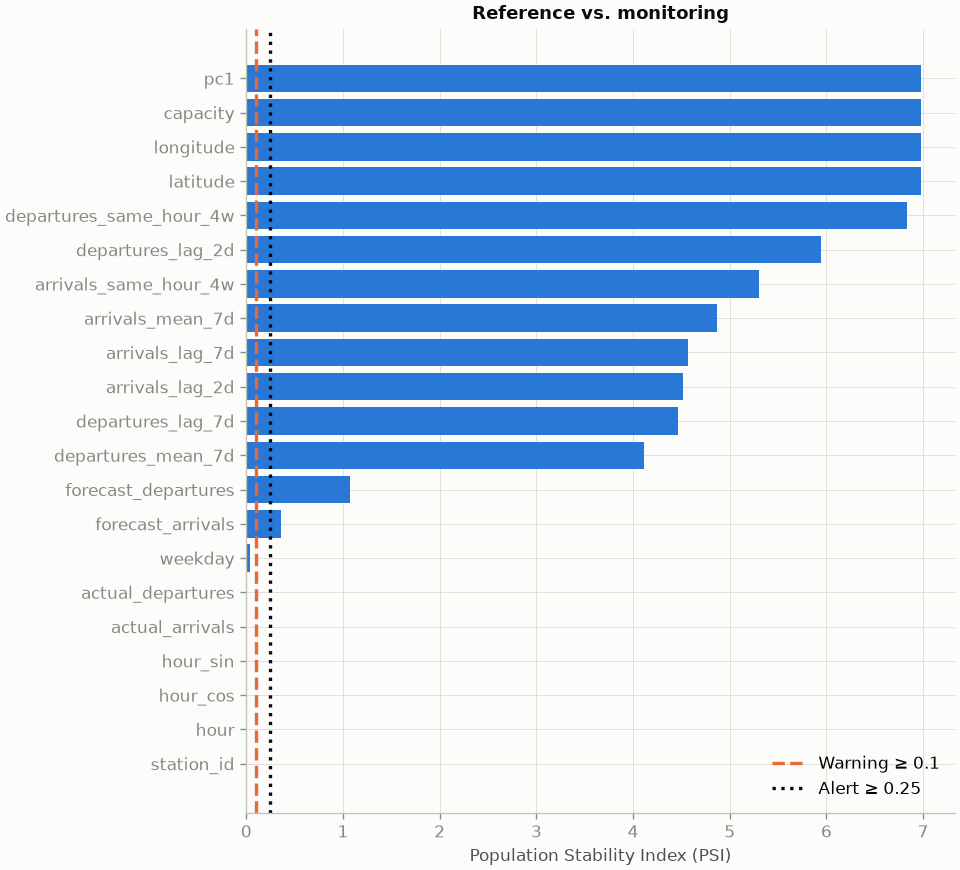 Reference vs. monitoring
pc1
capacity
longitude
latitude
departures_same_hour_4w
departures_lag_2d
arrivals_same_hour_4w
arrivals_mean_7d
arrivals_lag_7d
arrivals_lag_2d
departures_lag_7d
departures_mean_7d
forecast_departures
forecast_arrivals
weekday
actual_departures
actual_arrivals
hour_sin
hour_cos
hour
station_id
Warning ≥ 0.1
Alert ≥ 0.25
0 1 2 3 4 5 6 7
Population Stability Index (PSI)